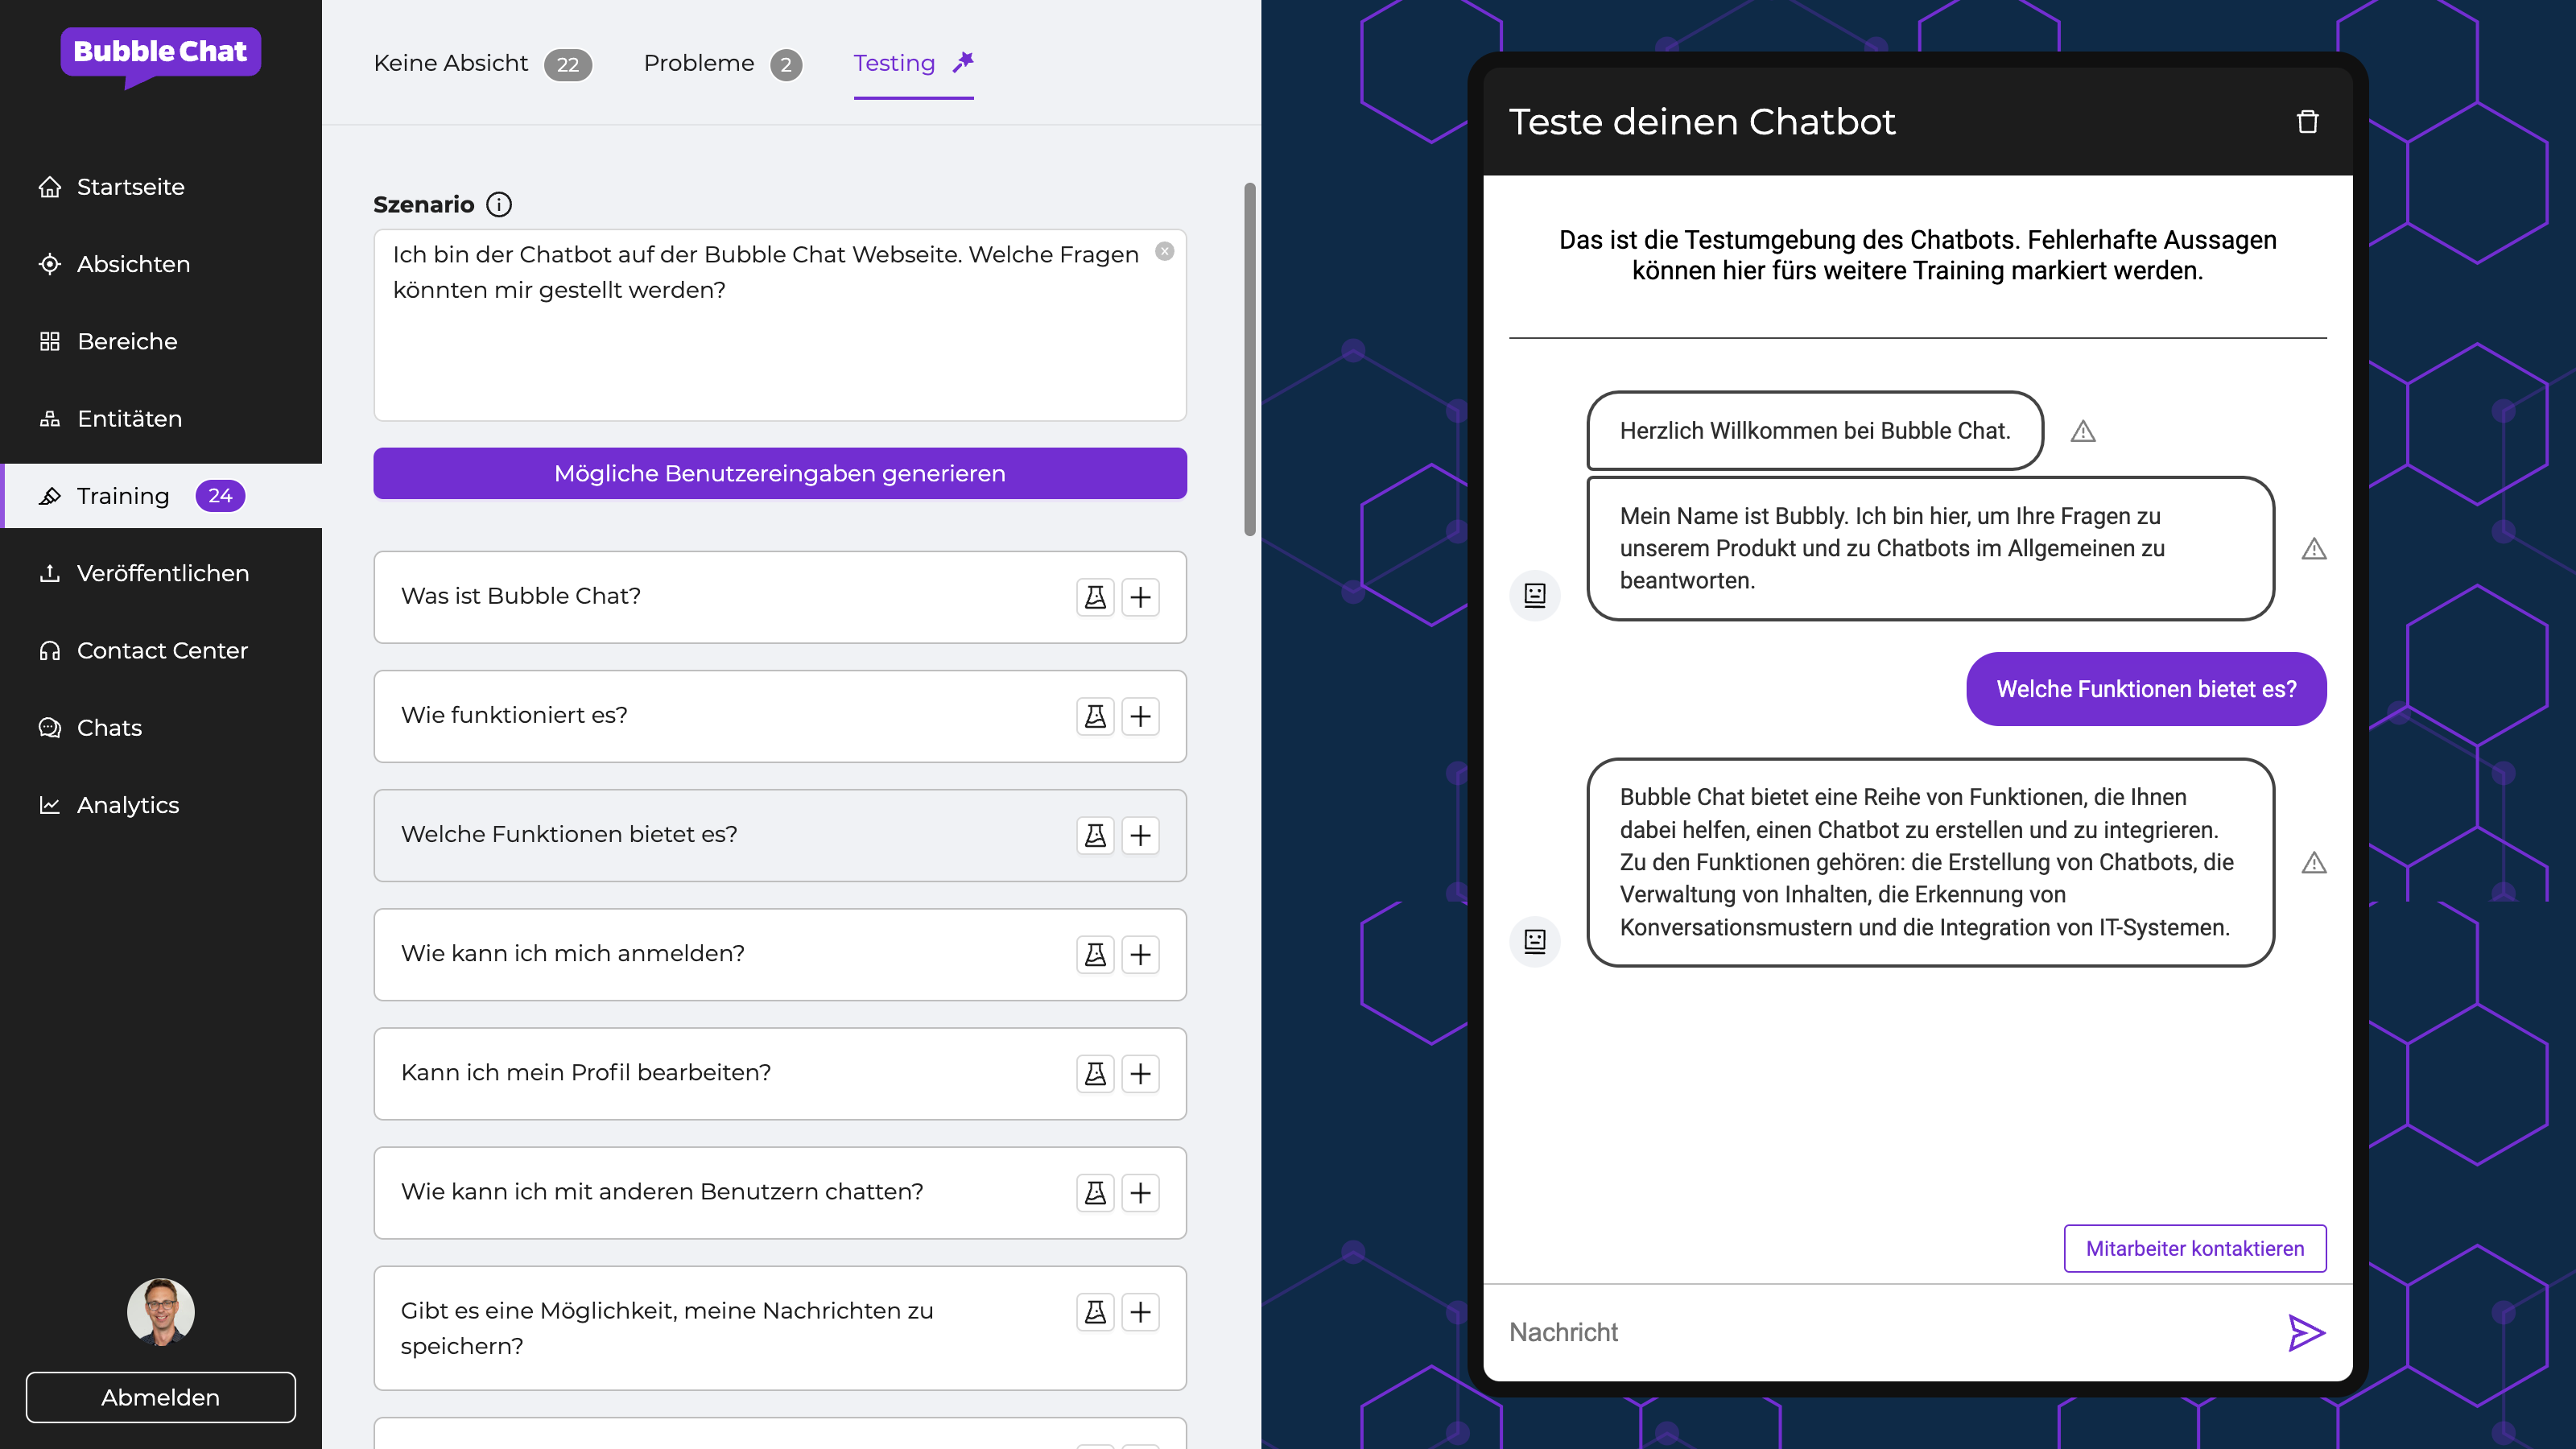 Bubble Chat
Startseite
Absichten
Bereiche
Entitäten
Training 24
Veröffentlichen
Contact Center
Chats
Analytics
Abmelden
Keine Absicht 22 Probleme 2 Testing
Szenario
Ich bin der Chatbot auf der Bubble Chat Webseite. Welche Fragen
könnten mir gestellt werden?
Mögliche Benutzereingaben generieren
Was ist Bubble Chat?
Wie funktioniert es?
Welche Funktionen bietet es?
Wie kann ich mich anmelden?
Kann ich mein Profil bearbeiten?
Wie kann ich mit anderen Benutzern chatten?
Gibt es eine Möglichkeit, meine Nachrichten zu
speichern?
Teste deinen Chatbot
Das ist die Testumgebung des Chatbots. Fehlerhafte Aussagen
können hier fürs weitere Training markiert werden.
Herzlich Willkommen bei Bubble Chat.
Mein Name ist Bubbly. Ich bin hier, um Ihre Fragen zu
unserem Produkt und zu Chatbots im Allgemeinen zu
beantworten.
Welche Funktionen bietet es?
Bubble Chat bietet eine Reihe von Funktionen, die Ihnen
dabei helfen, einen Chatbot zu erstellen und zu integrieren.
Zu den Funktionen gehören: die Erstellung von Chatbots, die
Verwaltung von Inhalten, die Erkennung von
Konversationsmustern und die Integration von IT-Systemen.
Mitarbeiter kontaktieren
Nachricht